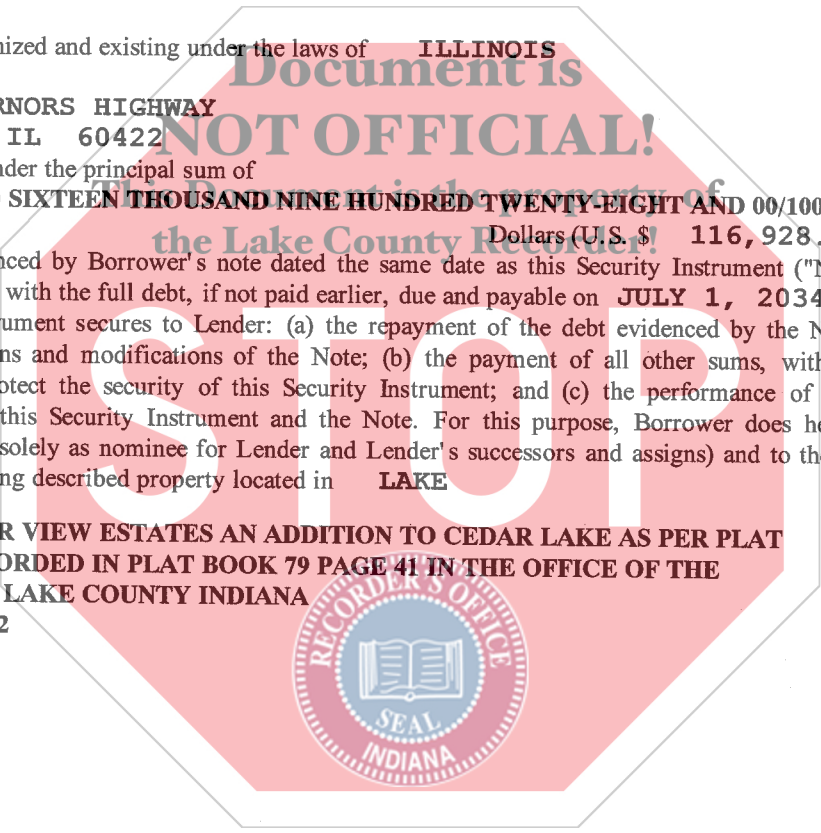 nized and existing under the laws of ILLINOIS
Document is
RNORS HIGHWAY
IL 60422
NOT OFFICIAL!
nder the principal sum of
This Document is the property of
SIXTEEN THOUSAND NINE HUNDRED TWENTY-EIGHT AND 00/100
Dollars (U.S. $ 116,928.
the Lake County Recorder!
nced by Borrower's note dated the same date as this Security Instrument ("N
with the full debt, if not paid earlier, due and payable on JULY 1, 2034
ument secures to Lender: (a) the repayment of the debt evidenced by the N
ns and modifications of the Note; (b) the payment of all other sums, with
otect the security of this Security Instrument; and (c) the performance of
this Security Instrument and the Note. For this purpose, Borrower does he
solely as nominee for Lender and Lender's successors and assigns) and to th
ng described property located in LAKE
STOP
R VIEW ESTATES AN ADDITION TO CEDAR LAKE AS PER PLAT
ORDED IN PLAT BOOK 79 PAGE 41 IN THE OFFICE OF THE
LAKE COUNTY INDIANA
2
RECORDER'S OFFICE
SEAL
INDIANA